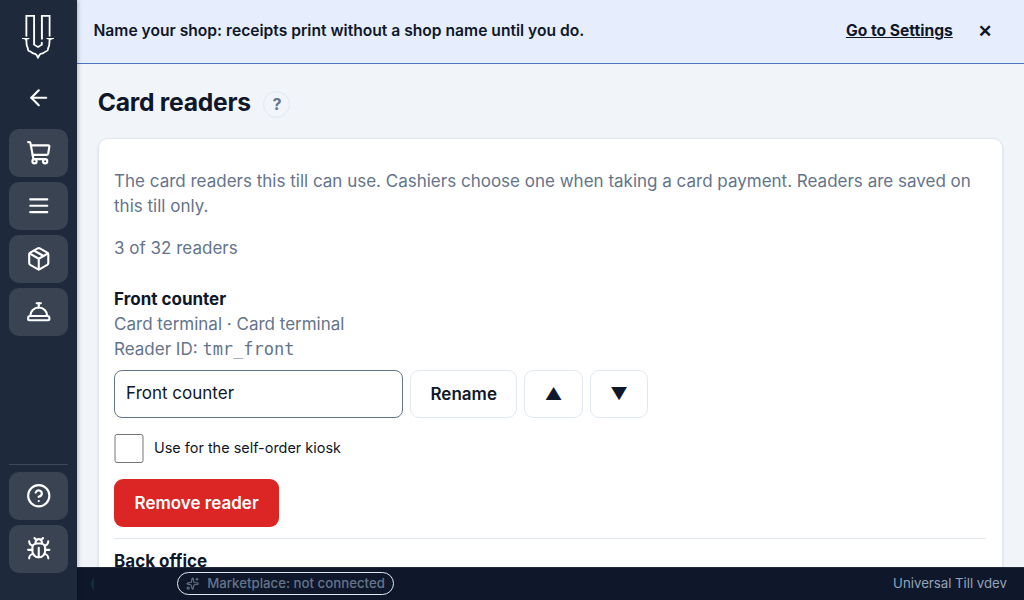 Name your shop: receipts print without a shop name until you do.
Go to Settings
Card readers
?
The card readers this till can use. Cashiers choose one when taking a card payment. Readers are saved on
this till only.
3 of 32 readers
Front counter
Card terminal · Card terminal
Reader ID: tmr_front
Front counter
Rename
Use for the self-order kiosk
Remove reader
Back office
Marketplace: not connected
Universal Till vdev